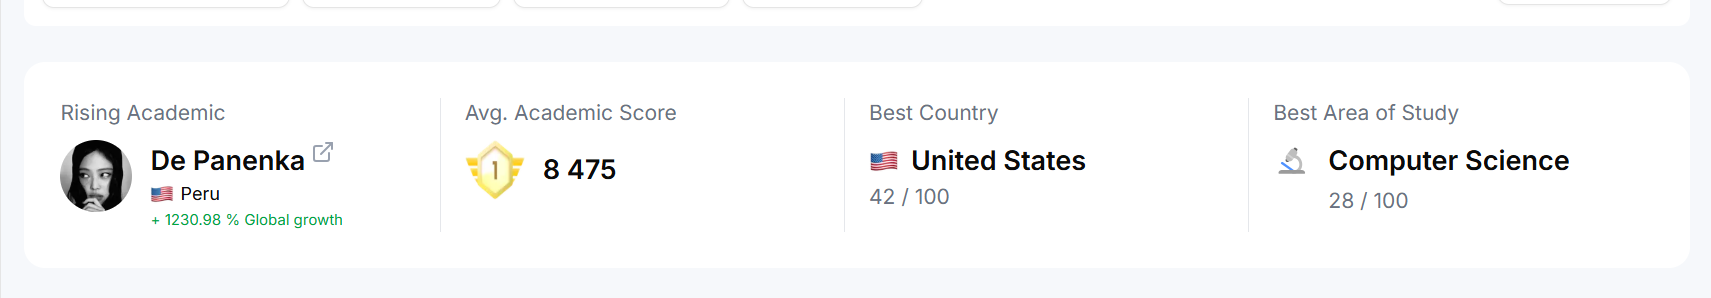 Rising Academic
De Panenka
Peru
+ 1230.98 % Global growth
Avg. Academic Score
1
8 475
Best Country
United States
42 / 100
Best Area of Study
Computer Science
28 / 100